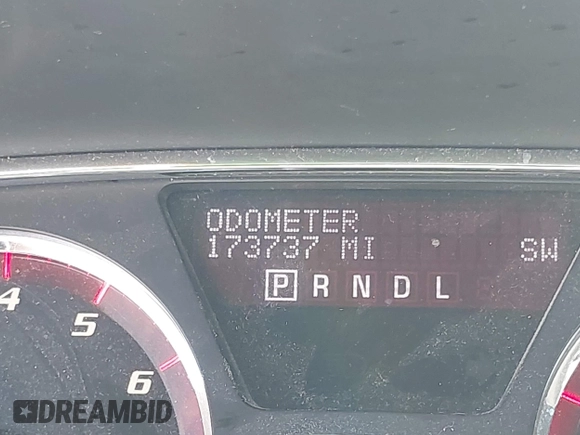 ODOMETER
173737 MI SW
P R N D L
4
5
6
DREAMBID